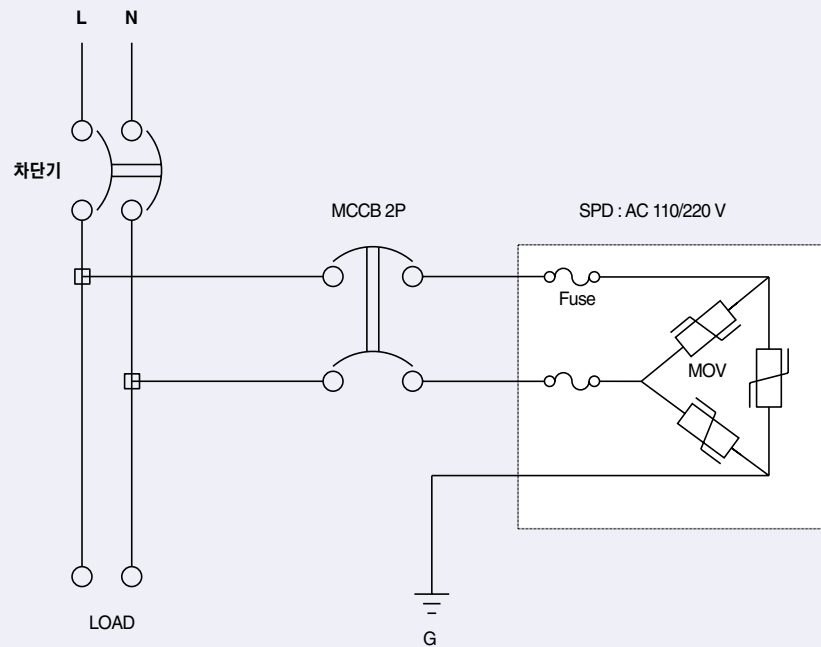 L N
차단기
MCCB 2P
SPD : AC 110/220 V
Fuse
MOV
LOAD
G